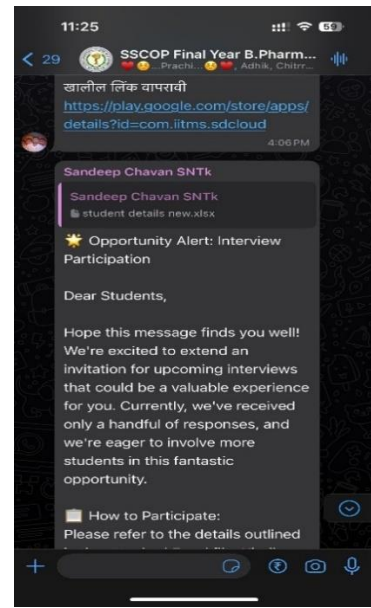 11:25
59
29
SSCOP Final Year B.Pharm...
...Prachi... , Adhik, Chitrr...
खालील लिंक वापरावी
https://play.google.com/store/apps/
details?id=com.iitms.sdcloud
4:06 PM
Sandeep Chavan SNTk
Sandeep Chavan SNTk
student details new.xlsx
🌟 Opportunity Alert: Interview
Participation
Dear Students,
Hope this message finds you well!
We're excited to extend an
invitation for upcoming interviews
that could be a valuable experience
for you. Currently, we've received
only a handful of responses, and
we're eager to involve more
students in this fantastic
opportunity.
📋 How to Participate:
Please refer to the details outlined